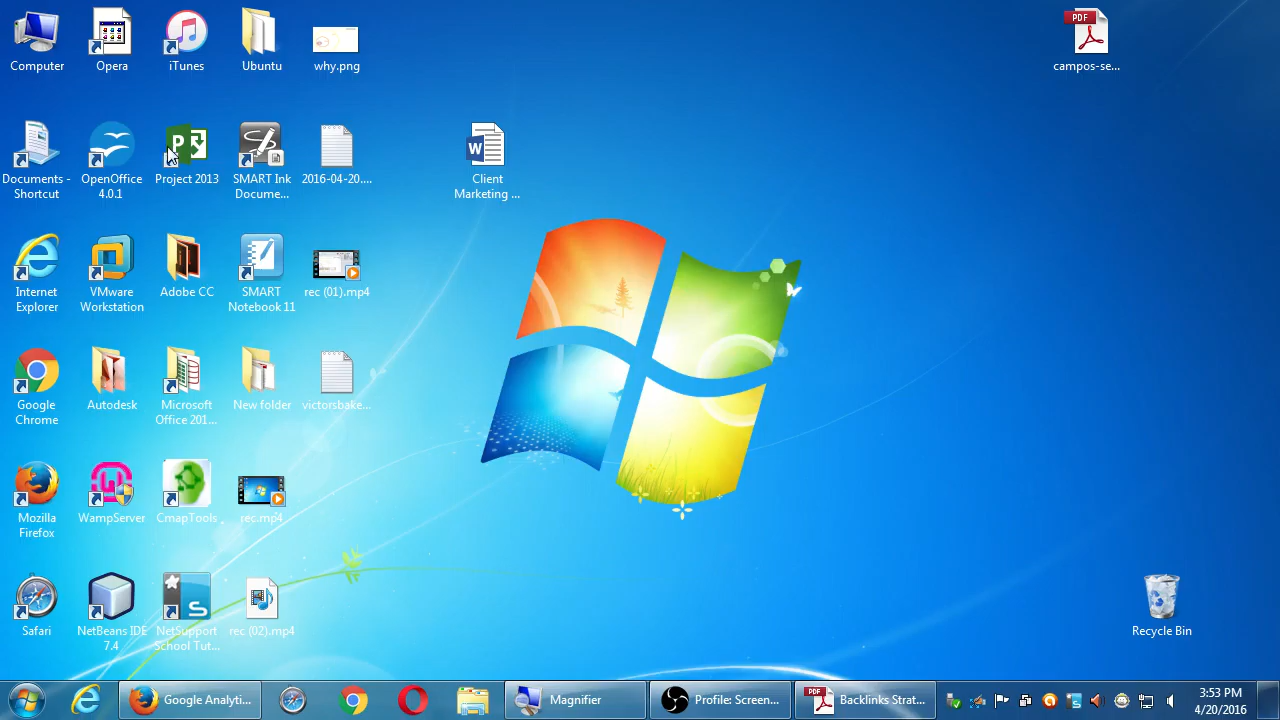 Computer
Opera
iTunes
Ubuntu
why.png
PDF
campos-se...
Documents - Shortcut
OpenOffice 4.0.1
Project 2013
SMART Ink Docume...
2016-04-20....
Client Marketing ...
Internet Explorer
VMware Workstation
Adobe CC
SMART Notebook 11
rec (01).mp4
Google Chrome
Autodesk
Microsoft Office 201...
New folder
victorsbake...
Mozilla Firefox
WampServer
CmapTools
rec.mp4
Safari
NetBeans IDE 7.4
NetSupport School Tut...
rec (02).mp4
Recycle Bin
Google Analyti...
Magnifier
Profile: Screen...
PDF
Backlinks Strat...
3:53 PM
4/20/2016